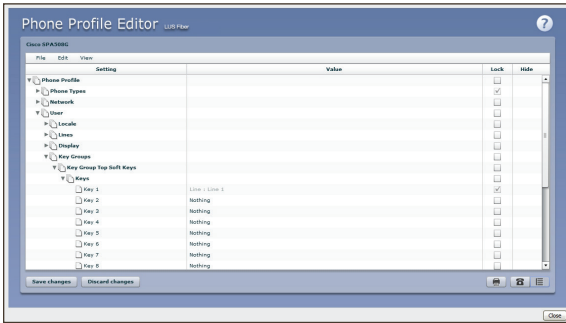 Phone Profile Editor LUS Fiber
?
Cisco SPA508G
File Edit View
Setting Value Lock Hide
Phone Profile
Phone Types
Network
User
Locale
Lines
Display
Key Groups
Key Group Top Soft Keys
Keys
Key 1 Line : Line 1
Key 2 Nothing
Key 3 Nothing
Key 4 Nothing
Key 5 Nothing
Key 6 Nothing
Key 7 Nothing
Key 8 Nothing
Save changes Discard changes
Close